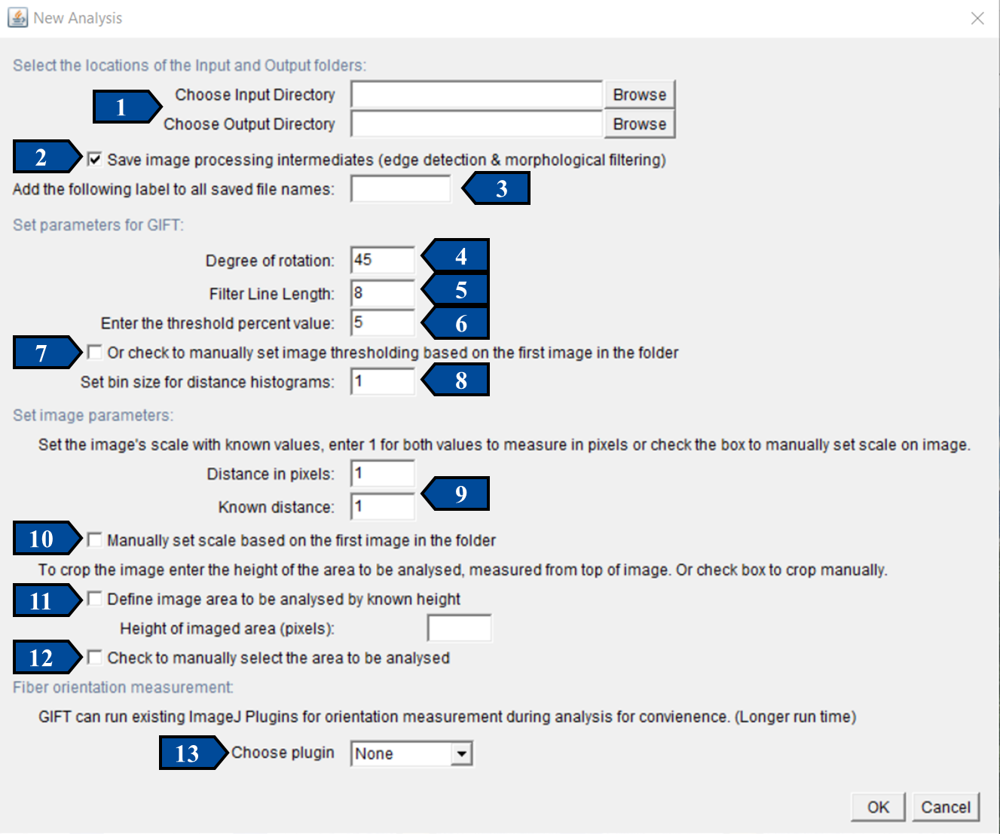 New Analysis
Select the locations of the Input and Output folders:
1 Choose Input Directory Browse
Choose Output Directory Browse
2 Save image processing intermediates (edge detection & morphological filtering)
Add the following label to all saved file names: 3
Set parameters for GIFT:
Degree of rotation: 45 4
Filter Line Length: 8 5
Enter the threshold percent value: 5 6
7 Or check to manually set image thresholding based on the first image in the folder
Set bin size for distance histograms: 1 8
Set image parameters:
Set the image's scale with known values, enter 1 for both values to measure in pixels or check the box to manually set scale on image.
Distance in pixels: 1
9
Known distance: 1
10 Manually set scale based on the first image in the folder
To crop the image enter the height of the area to be analysed, measured from top of image. Or check box to crop manually.
11 Define image area to be analysed by known height
Height of imaged area (pixels):
12 Check to manually select the area to be analysed
Fiber orientation measurement:
GIFT can run existing ImageJ Plugins for orientation measurement during analysis for convienence. (Longer run time)
13 Choose plugin None
OK Cancel